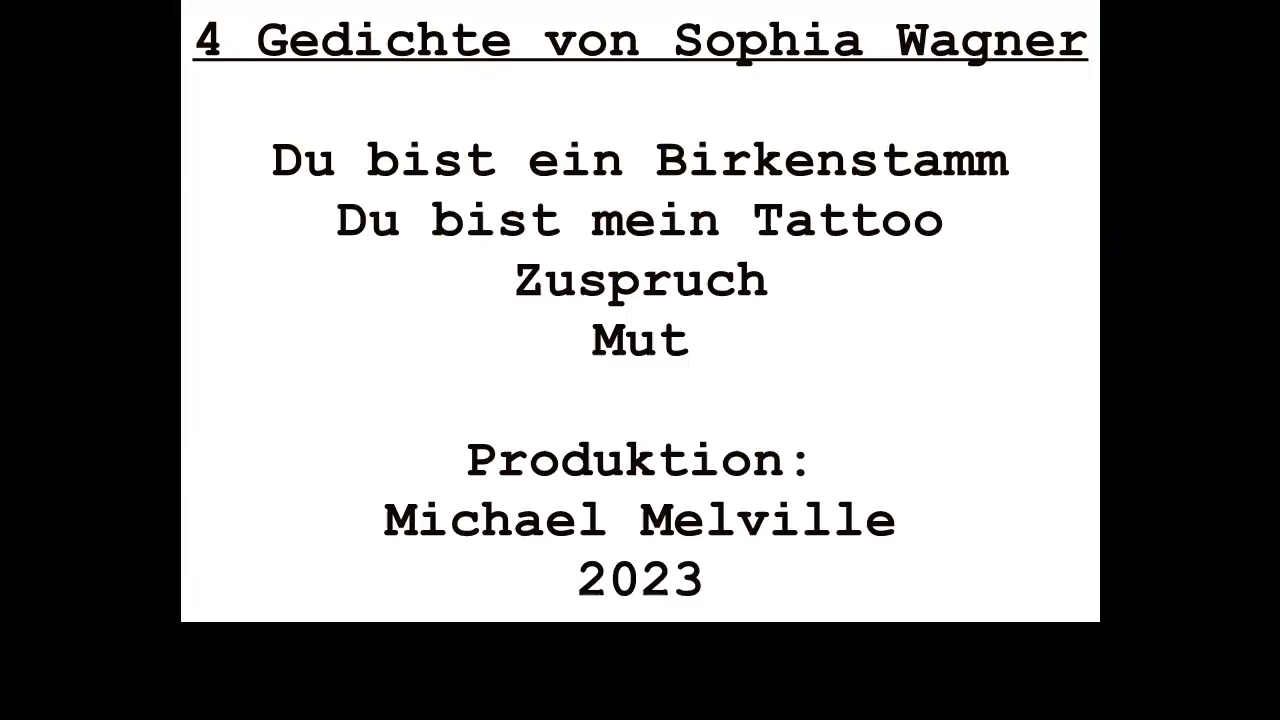 4 Gedichte von Sophia Wagner
Du bist ein Birkenstamm
Du bist mein Tattoo
Zuspruch
Mut
Produktion:
Michael Melville
2023